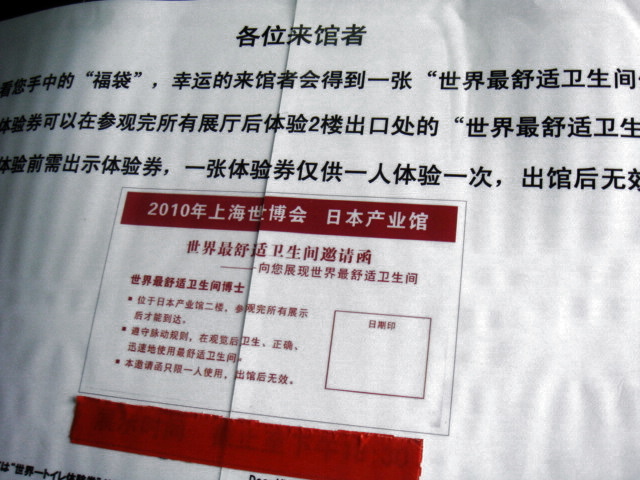 各位来馆者
看您手中的“福袋”，幸运的来馆者会得到一张“世界最舒适卫生间
体验券可以在参观完所有展厅后体验2楼出口处的“世界最舒适卫生
体验前需出示体验券，一张体验券仅供一人体验一次，出馆后无效
2010年上海世博会 日本产业馆
世界最舒适卫生间邀请函
——向您展现世界最舒适卫生间
世界最舒适卫生间博士
▪ 位于日本产业馆二楼，参观完所有展示
后才能到达。
▪ 遵守脉动规则，在观览后卫生、正确、
迅速地使用最舒适卫生间。
▪ 本邀请函只限一人使用，出馆后无效。
日期印
は“世界一トイレ体験